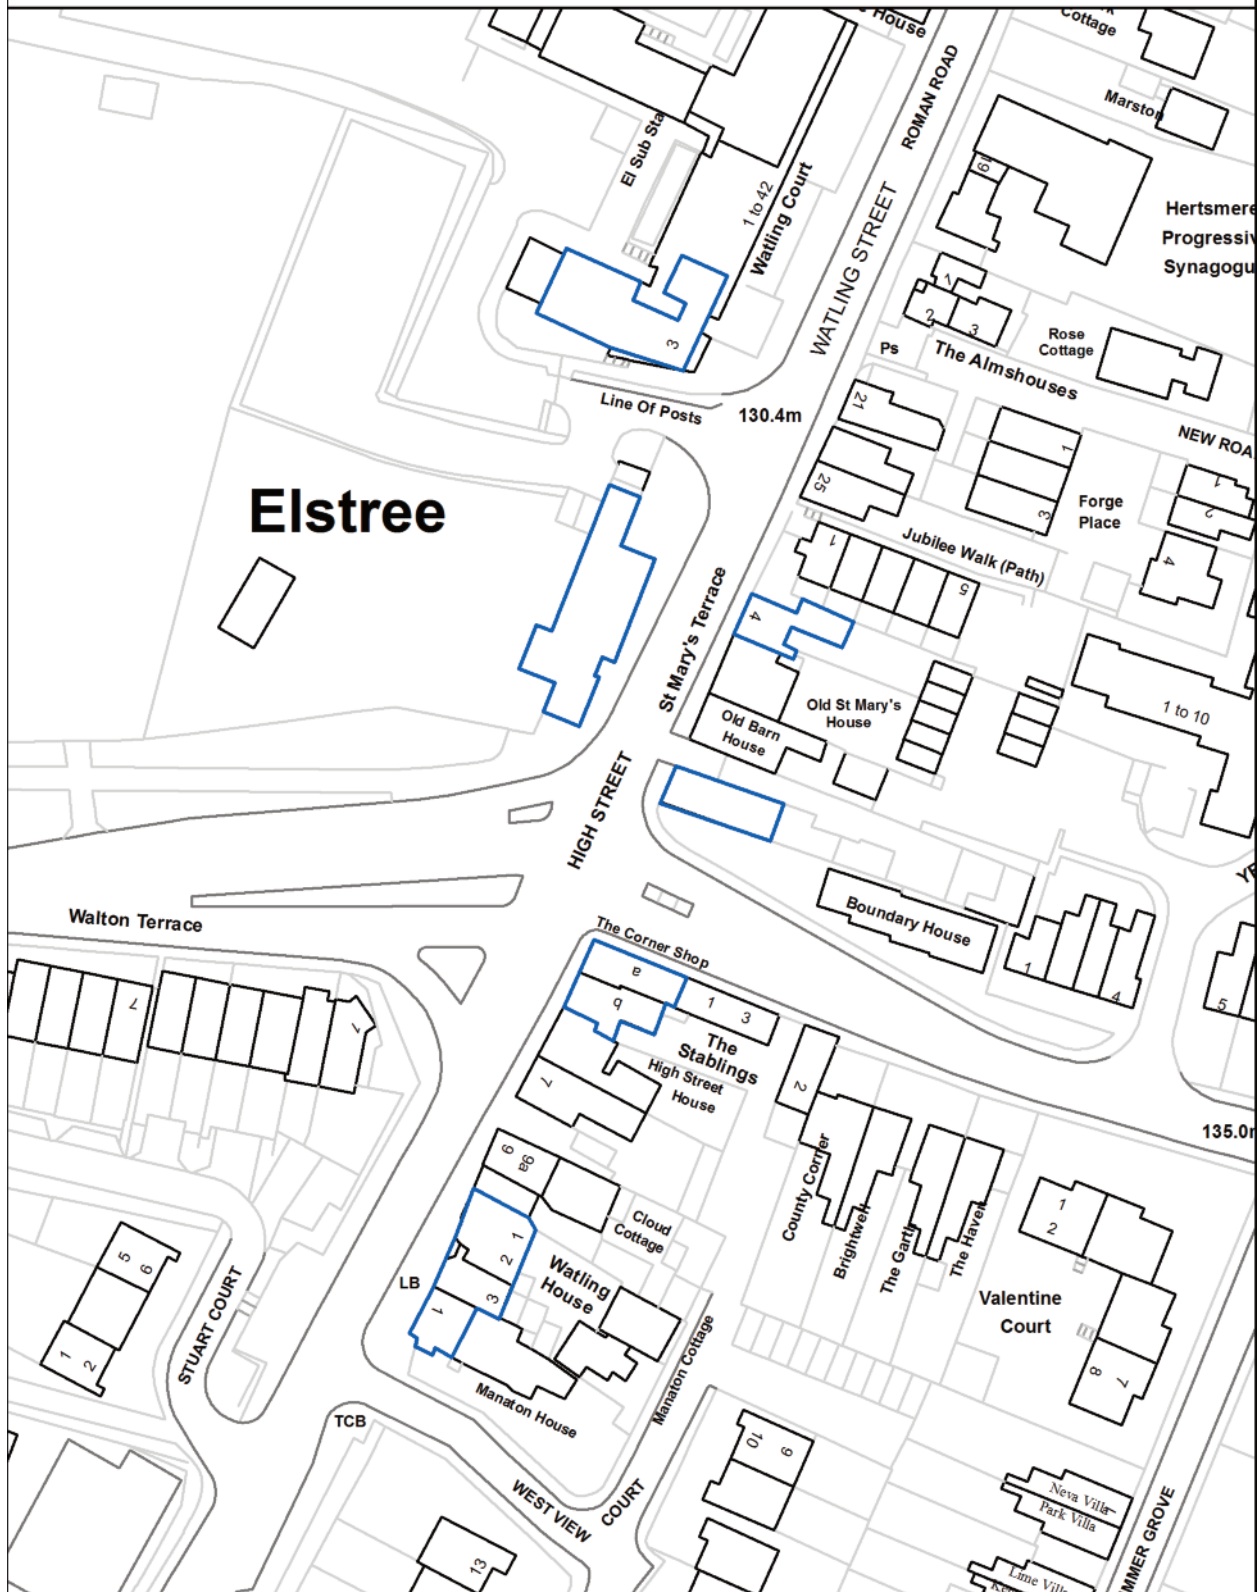 House
Cottage
ROMAN ROAD
Marston
El Sub Sta
19
1 to 42
Watling Court
WATLING STREET
Hertsmere
Progressiv
Synagogu
1
2
3
3
Ps
Rose
Cottage
The Almshouses
Line Of Posts
130.4m
21
NEW ROA
1
Elstree
25
3
Forge
Place
1
2
Jubilee Walk (Path)
1
5
4
St Mary's Terrace
4
Old St Mary's
House
Old Barn
House
1 to 10
HIGH STREET
Walton Terrace
Boundary House
The Corner Shop
1
4
5
7
7
a
b
1
3
The
Stablings
High Street
House
7
2
135.0m
9
9a
County Corner
Brightwell
The Garth
The Haven
1
2
Cloud
Cottage
5
6
1
2
3
Watling
House
LB
1
Valentine
Court
STUART COURT
1
2
Manaton Cottage
8
7
Manaton House
TCB
10
9
WEST VIEW
COURT
Neva Villa
Park Villa
13
Lime Vill
MMER GROVE